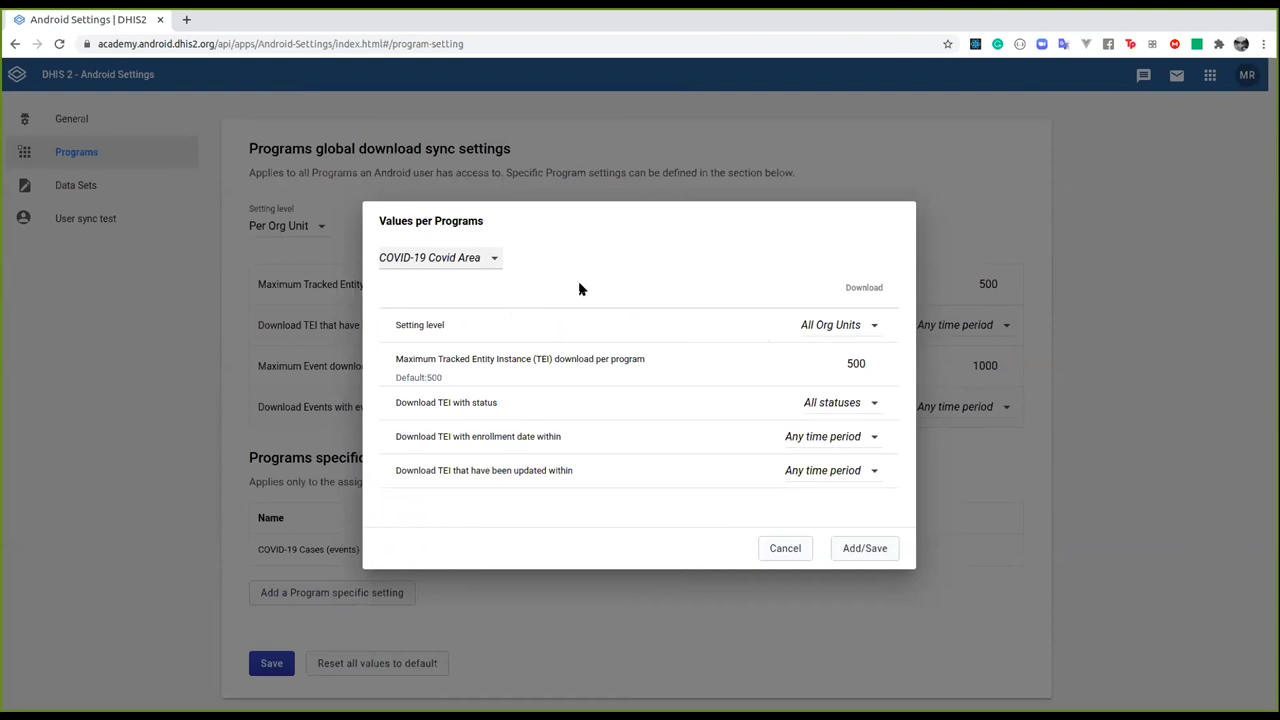 Android Settings | DHIS2
academy.android.dhis2.org/api/apps/Android-Settings/index.html#/program-setting
DHIS 2 - Android Settings
MR
General
Programs
Data Sets
User sync test
Programs global download sync settings
Applies to all Programs an Android user has access to. Specific Program settings can be defined in the section below.
Setting level
Per Org Unit
Maximum Tracked Entity
500
Download TEI that have
Any time period
Maximum Event downlo
1000
Download Events with e
Any time period
Programs specifi
Applies only to the assig
Name
COVID-19 Cases (events)
Add a Program specific setting
Save
Reset all values to default
Values per Programs
COVID-19 Covid Area
Download
Setting level
All Org Units
Maximum Tracked Entity Instance (TEI) download per program
500
Default:500
Download TEI with status
All statuses
Download TEI with enrollment date within
Any time period
Download TEI that have been updated within
Any time period
Cancel
Add/Save